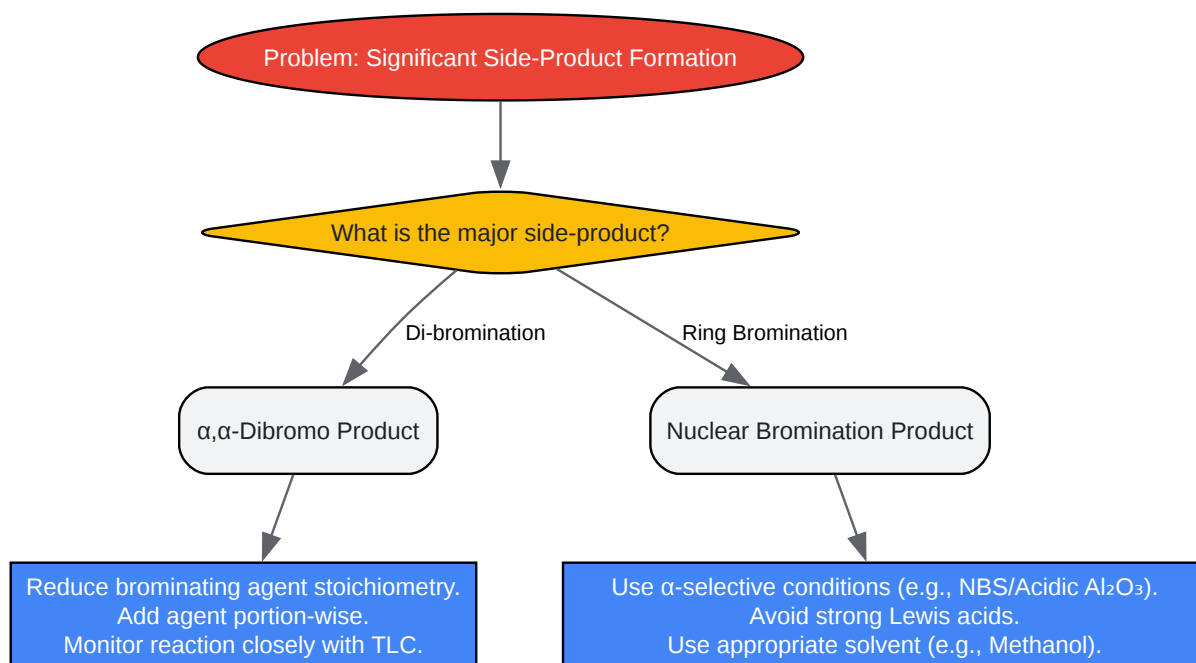 Problem: Significant Side-Product Formation
What is the major side-product?
Di-bromination
Ring Bromination
α,α-Dibromo Product
Nuclear Bromination Product
Reduce brominating agent stoichiometry.
Add agent portion-wise.
Monitor reaction closely with TLC.
Use α-selective conditions (e.g., NBS/Acidic Al₂O₃).
Avoid strong Lewis acids.
Use appropriate solvent (e.g., Methanol).